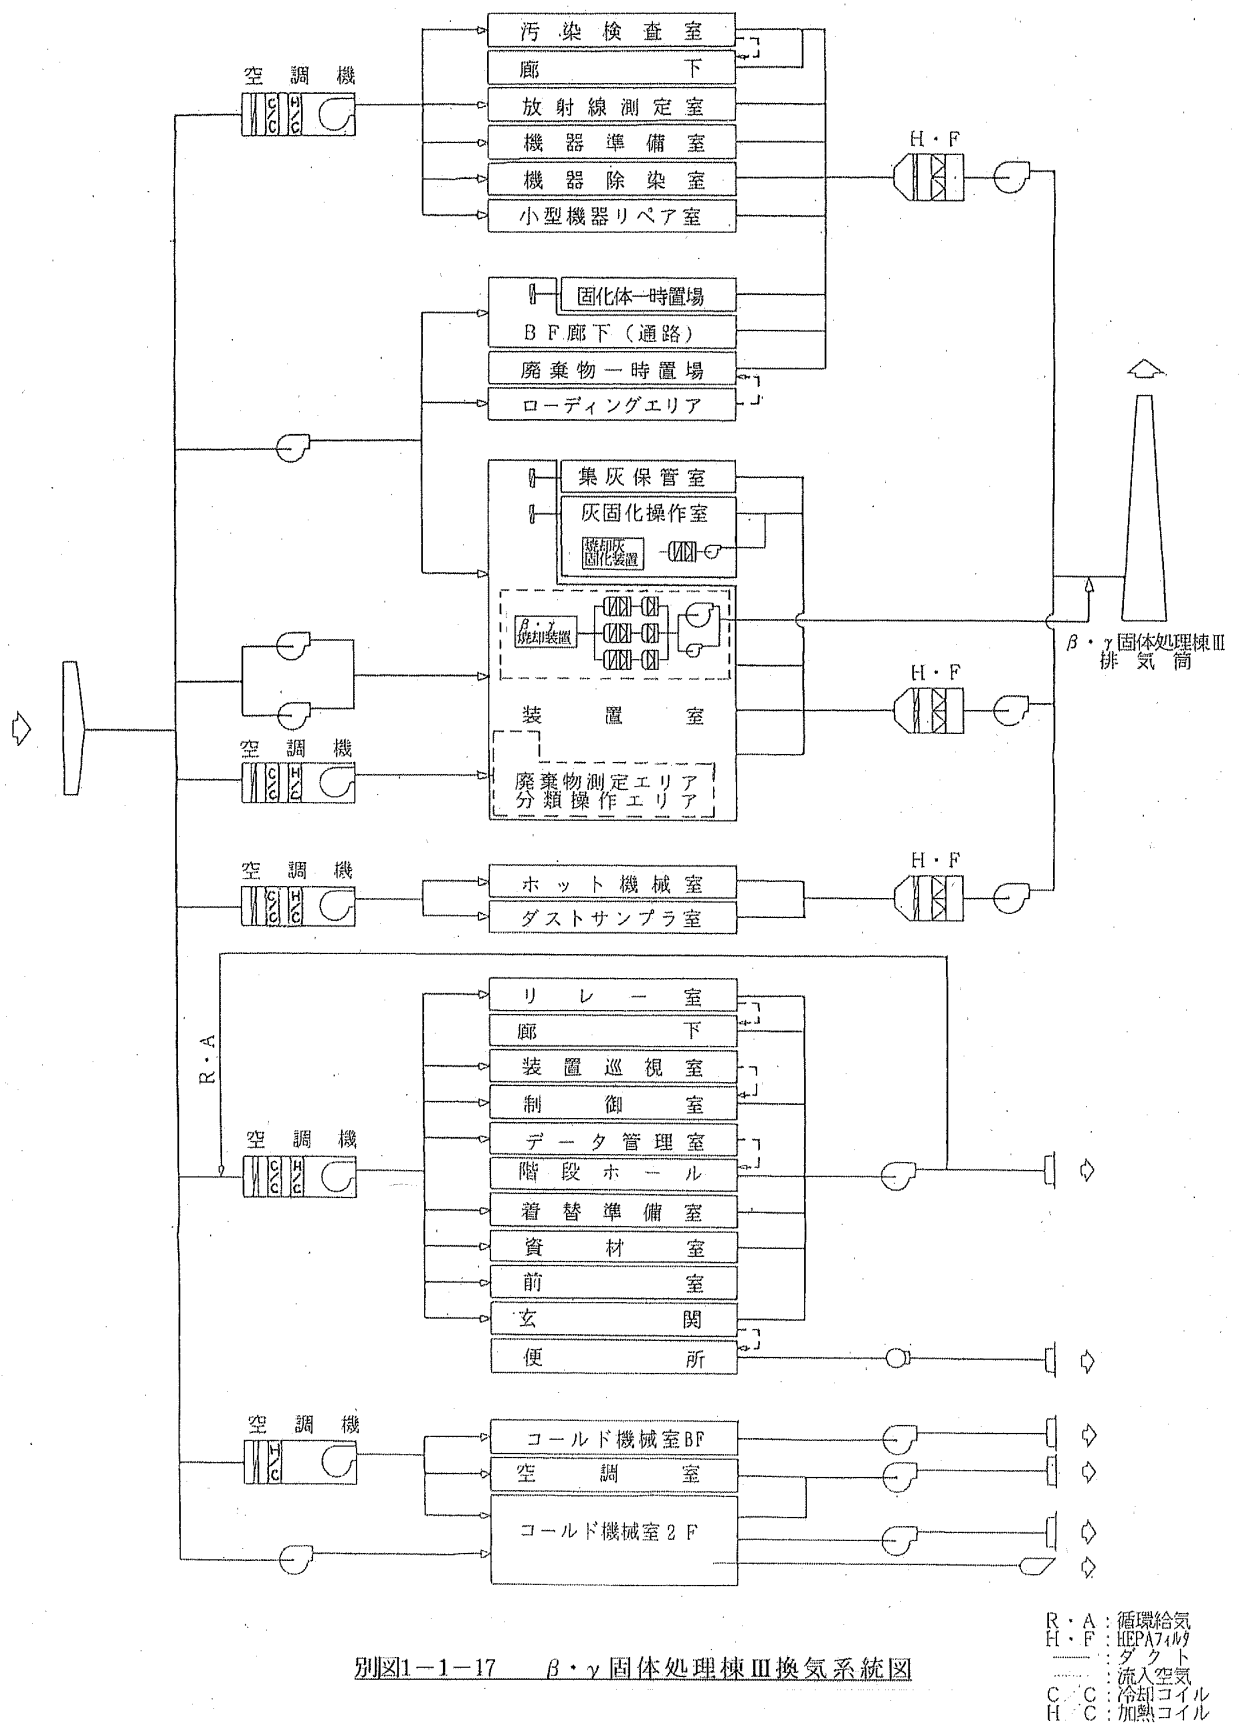 汚染検査室
廊下
空調機
C/C H/C
放射線測定室
機器準備室
H・F
機器除染室
小型機器リペア室
固化体一時置場
BF廊下(通路)
廃棄物一時置場
ローディングエリア
集灰保管室
灰固化操作室
焼却灰
固化装置
β・γ
焼却装置
β・γ固体処理棟Ⅲ
排気筒
H・F
装置室
空調機
C/C H/C
廃棄物測定エリア
分類操作エリア
空調機
C/C H/C
ホット機械室
H・F
ダストサンプラ室
リレー室
廊下
R・A
装置巡視室
制御室
データ管理室
空調機
C/C H/C
階段ホール
着替準備室
資材室
前室
玄関
便所
空調機
H/C
コールド機械室BF
空調室
コールド機械室2F
R・A:循環給気
H・F:HEPAフィルタ
――:ダクト
……:流入空気
C/C:冷却コイル
H/C:加熱コイル
別図1-1-17 β・γ固体処理棟Ⅲ換気系統図